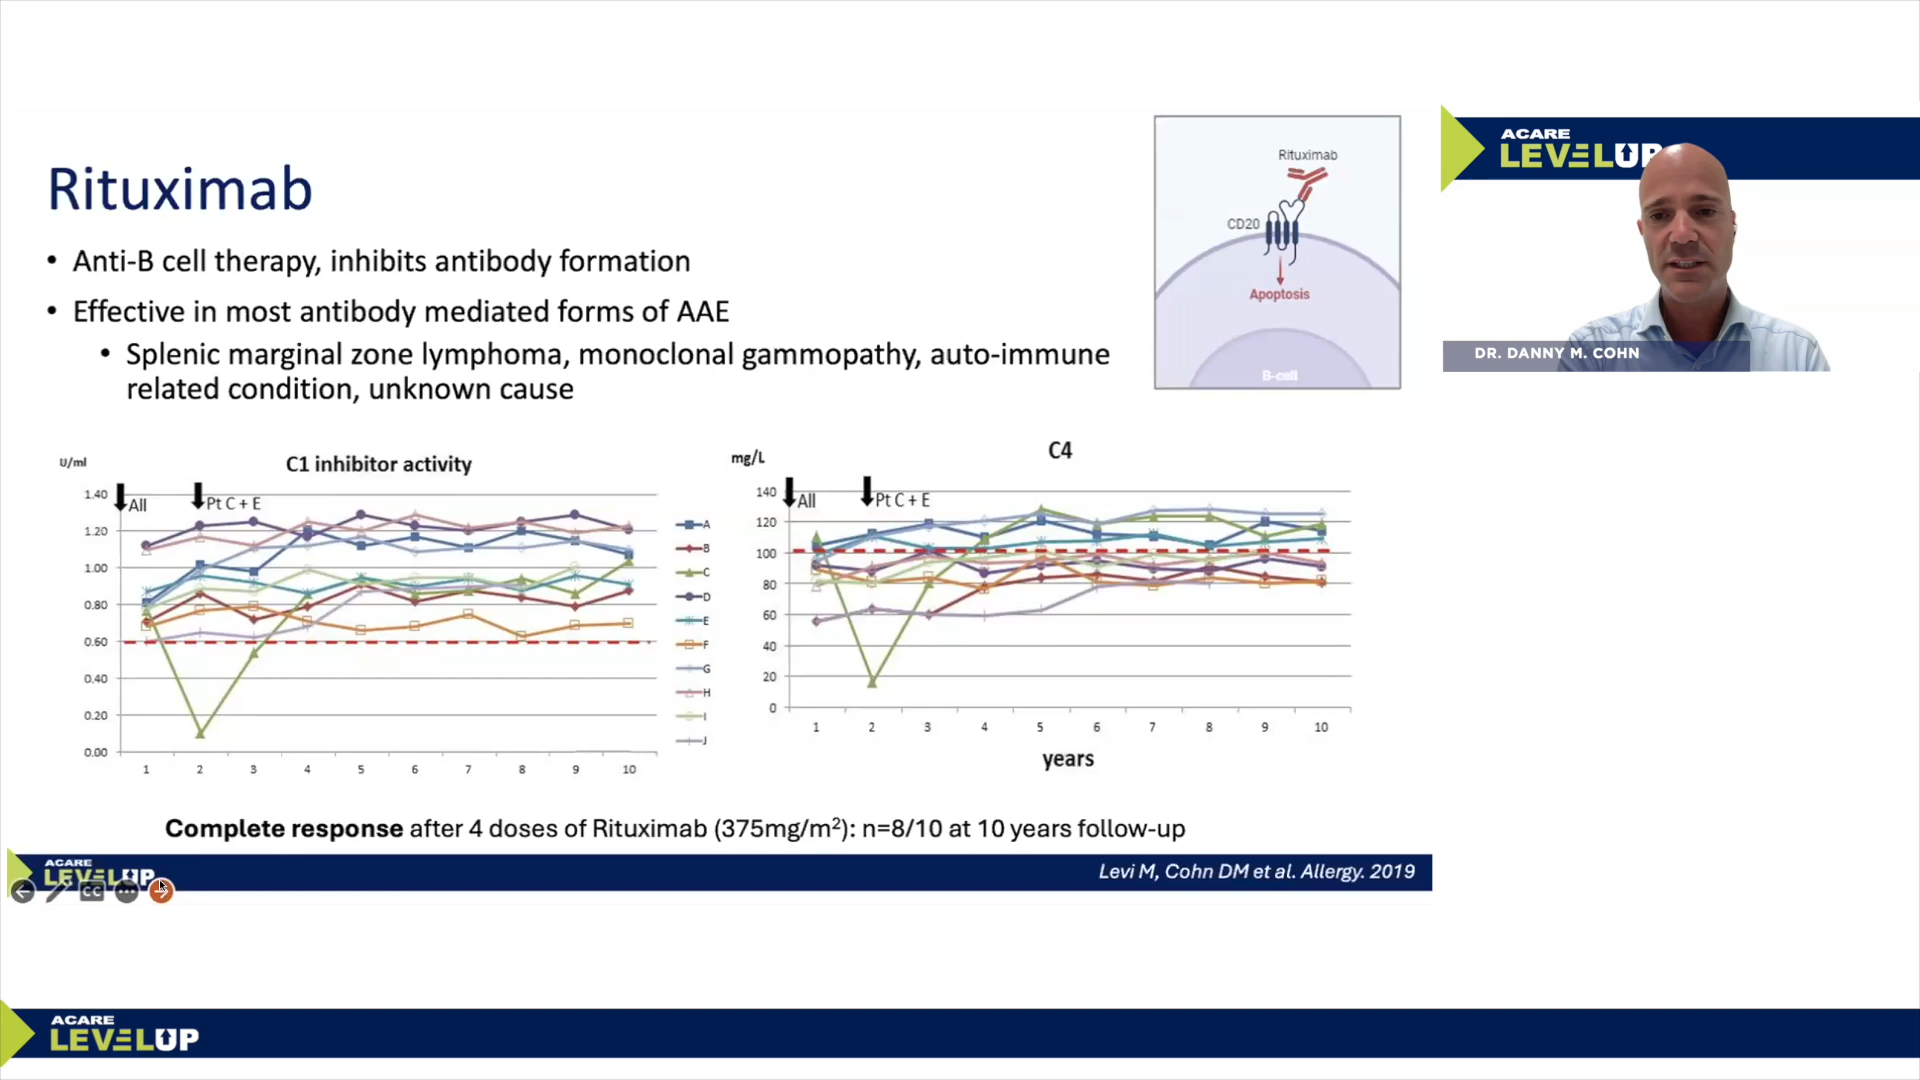 Rituximab
• Anti-B cell therapy, inhibits antibody formation
• Effective in most antibody mediated forms of AAE
• Splenic marginal zone lymphoma, monoclonal gammopathy, auto-immune
related condition, unknown cause
Rituximab
CD20
Apoptosis
B-cell
ACARE
LEVELUP
DR. DANNY M. COHN
U/ml
C1 inhibitor activity
All
Pt C + E
1.40
1.20
1.00
0.80
0.60
0.40
0.20
0.00
1 2 3 4 5 6 7 8 9 10
A
B
C
D
E
F
G
H
I
J
mg/L
C4
All
Pt C + E
140
120
100
80
60
40
20
0
1 2 3 4 5 6 7 8 9 10
years
Complete response after 4 doses of Rituximab (375mg/m²): n=8/10 at 10 years follow-up
ACARE
LEVELUP
CC
Levi M, Cohn DM et al. Allergy. 2019
ACARE
LEVELUP